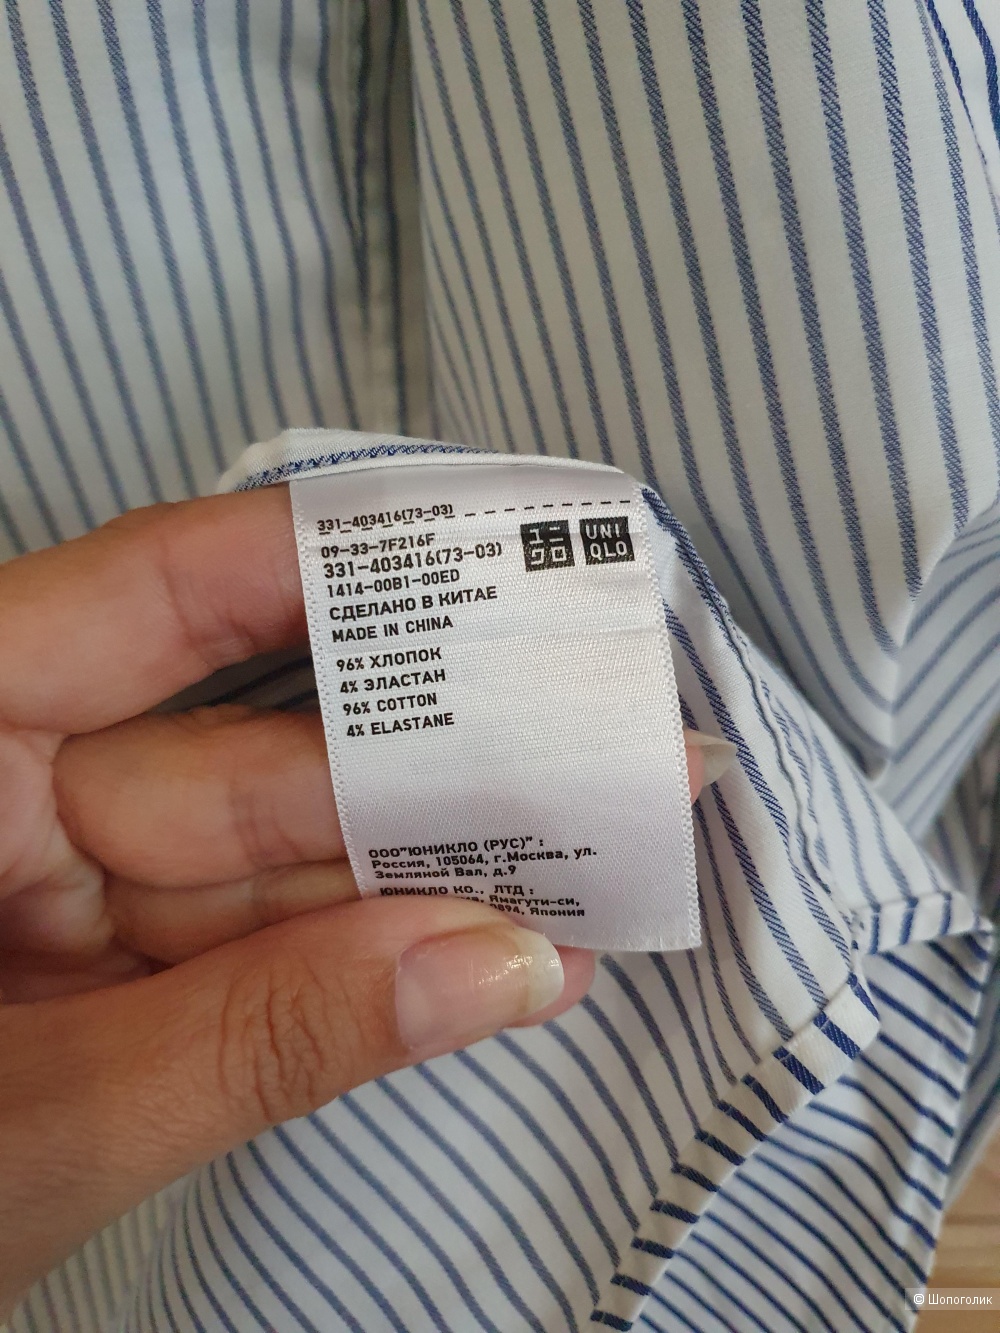 331-403416(73-03)
09-33-7F216F
331-403416(73-03)
1414-00B1-00ED
СДЕЛАНО В КИТАЕ
MADE IN CHINA
96% ХЛОПОК
4% ЭЛАСТАН
96% COTTON
4% ELASTANE
UNI
QLO
ООО"ЮНИКЛО (РУС)" :
Россия, 105064, г.Москва, ул.
Земляной Вал, д.9
ЮНИКЛО КО., ЛТД :
Ямагути-си,
Япония
© Шопоголик